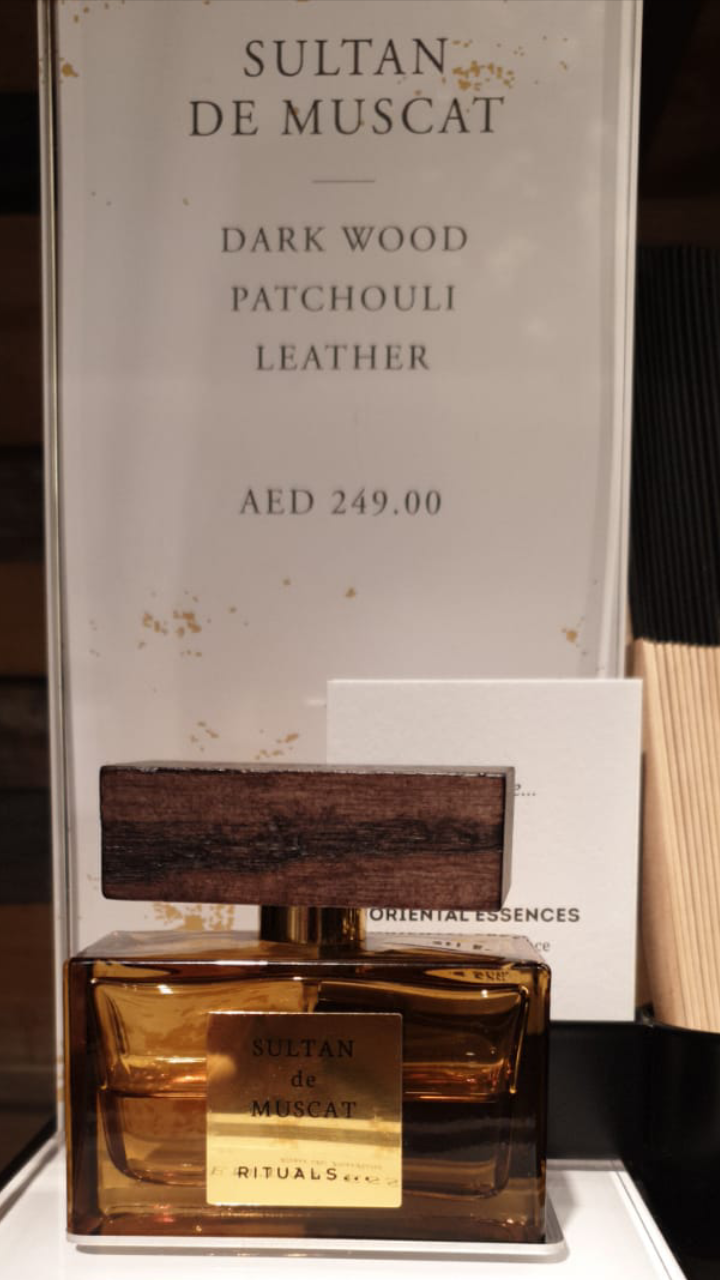 SULTAN
DE MUSCAT
DARK WOOD
PATCHOULI
LEATHER
AED 249.00
ORIENTAL ESSENCES
SULTAN
de
MUSCAT
RITUALS